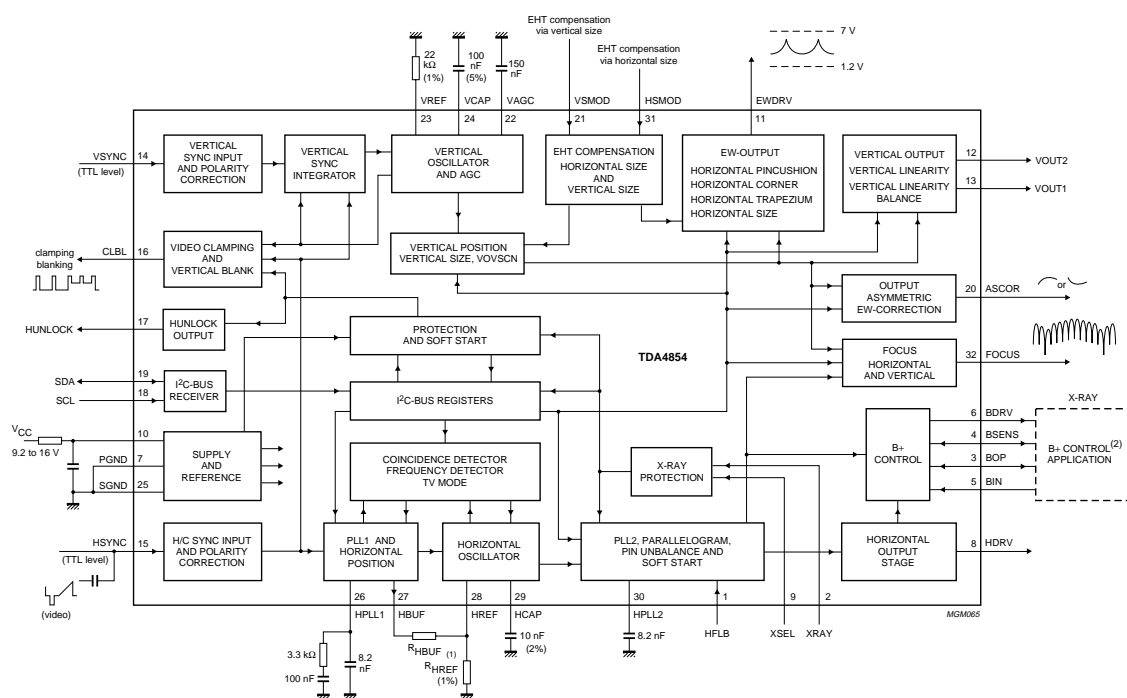 EHT compensation
via vertical size
EHT compensation
via horizontal size
7 V
1.2 V
22
kΩ
(1%)
100
nF
(5%)
150
nF
VREF
VCAP
VAGC
VSMOD
HSMOD
EWDRV
23
24
22
21
31
11
VSYNC
(TTL level)
14
VERTICAL
SYNC INPUT
AND POLARITY
CORRECTION
VERTICAL
SYNC
INTEGRATOR
VERTICAL
OSCILLATOR
AND AGC
EHT COMPENSATION
HORIZONTAL SIZE
AND
VERTICAL SIZE
EW-OUTPUT
HORIZONTAL PINCUSHION
HORIZONTAL CORNER
HORIZONTAL TRAPEZIUM
HORIZONTAL SIZE
VERTICAL OUTPUT
VERTICAL LINEARITY
VERTICAL LINEARITY
BALANCE
12
VOUT2
13
VOUT1
clamping
blanking
CLBL
16
VIDEO CLAMPING
AND
VERTICAL BLANK
VERTICAL POSITION
VERTICAL SIZE, VOVSCN
OUTPUT
ASYMMETRIC
EW-CORRECTION
20
ASCOR
or
HUNLOCK
17
HUNLOCK
OUTPUT
PROTECTION
AND SOFT START
TDA4854
FOCUS
HORIZONTAL
AND VERTICAL
32
FOCUS
SDA
19
SCL
18
I2C-BUS
RECEIVER
I2C-BUS REGISTERS
X-RAY
VCC
9.2 to 16 V
10
PGND
7
SGND
25
SUPPLY
AND
REFERENCE
COINCIDENCE DETECTOR
FREQUENCY DETECTOR
TV MODE
X-RAY
PROTECTION
B+
CONTROL
6
BDRV
4
BSENS
3
BOP
5
BIN
B+ CONTROL(2)
APPLICATION
HSYNC
(TTL level)
15
(video)
H/C SYNC INPUT
AND POLARITY
CORRECTION
PLL1 AND
HORIZONTAL
POSITION
HORIZONTAL
OSCILLATOR
PLL2, PARALLELOGRAM,
PIN UNBALANCE AND
SOFT START
HORIZONTAL
OUTPUT
STAGE
8
HDRV
26
27
28
29
30
1
9
2
MGM065
HPLL1
HBUF
HREF
HCAP
HPLL2
HFLB
XSEL
XRAY
3.3 kΩ
100 nF
8.2
nF
RHBUF (1)
RHREF
(1%)
10 nF
(2%)
8.2 nF